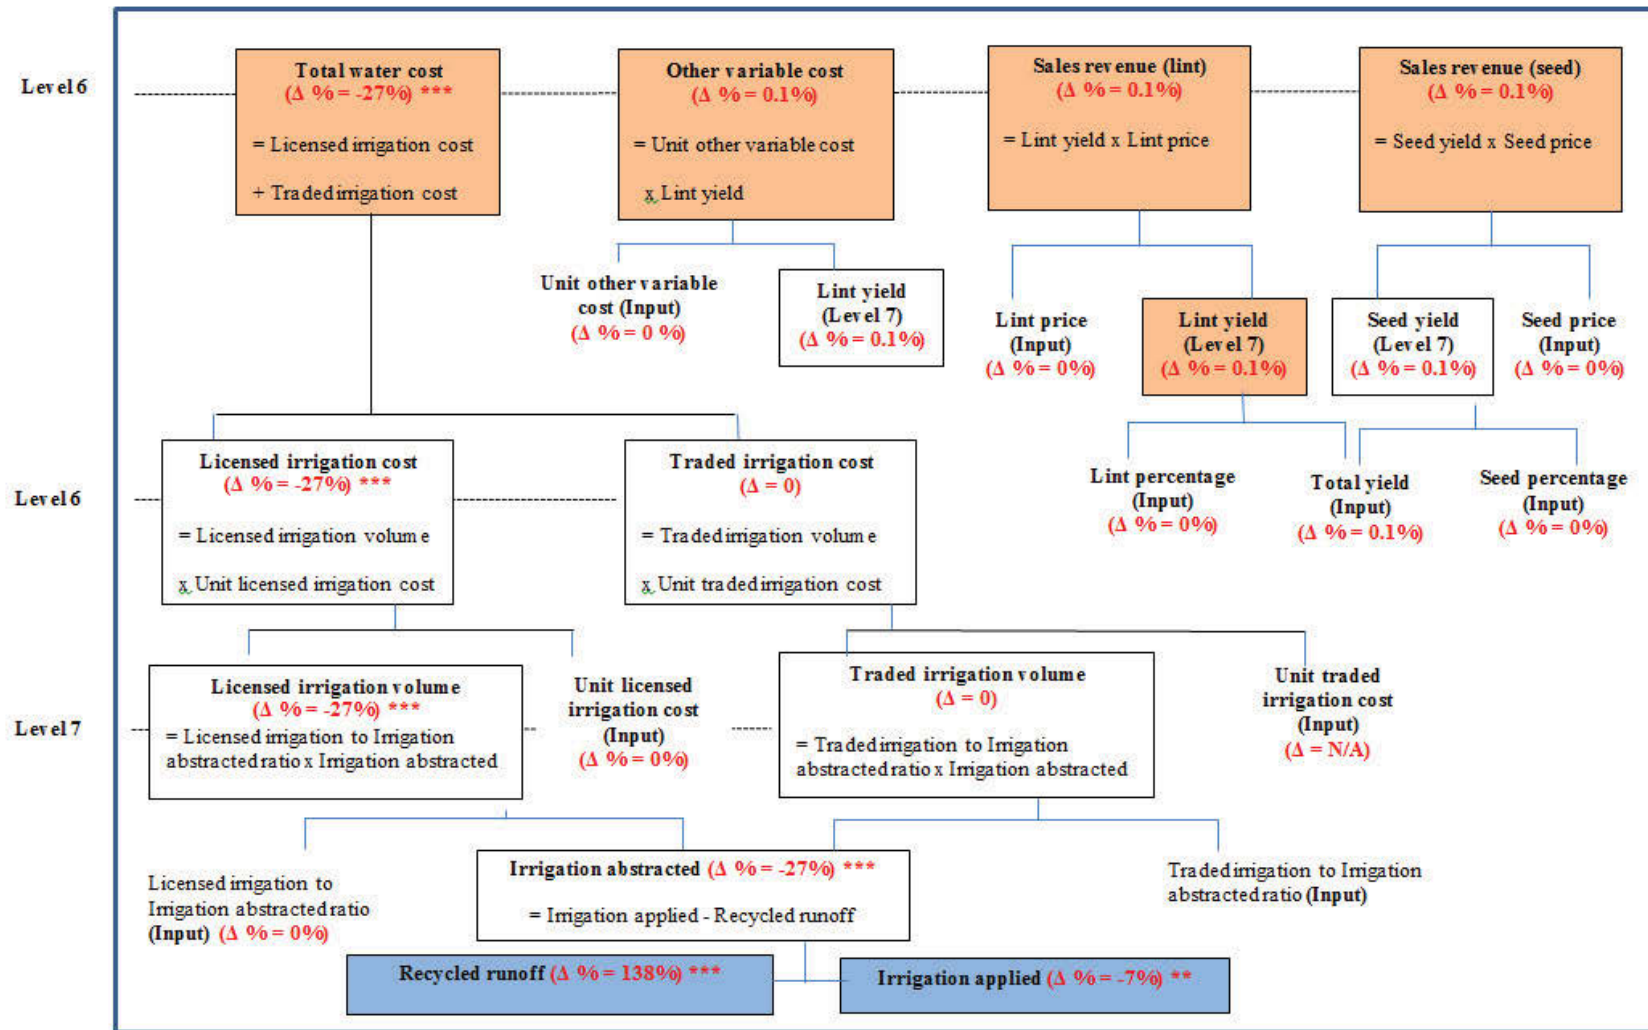 Level 6
Total water cost
(Δ % = -27%) ***
= Licensed irrigation cost
+ Traded irrigation cost
Other variable cost
(Δ % = 0.1%)
= Unit other variable cost
x Lint yield
Sales revenue (lint)
(Δ % = 0.1%)
= Lint yield x Lint price
Sales revenue (seed)
(Δ % = 0.1%)
= Seed yield x Seed price
Unit other variable
cost (Input)
(Δ % = 0 %)
Lint yield
(Level 7)
(Δ % = 0.1%)
Lint price
(Input)
(Δ % = 0%)
Lint yield
(Level 7)
(Δ % = 0.1%)
Seed yield
(Level 7)
(Δ % = 0.1%)
Seed price
(Input)
(Δ % = 0%)
Level 6
Licensed irrigation cost
(Δ % = -27%) ***
= Licensed irrigation volume
x Unit licensed irrigation cost
Traded irrigation cost
(Δ = 0)
= Traded irrigation volume
x Unit traded irrigation cost
Lint percentage
(Input)
(Δ % = 0%)
Total yield
(Input)
(Δ % = 0.1%)
Seed percentage
(Input)
(Δ % = 0%)
Level 7
Licensed irrigation volume
(Δ % = -27%) ***
= Licensed irrigation to Irrigation
abstracted ratio x Irrigation abstracted
Unit licensed
irrigation cost
(Input)
(Δ % = 0%)
Traded irrigation volume
(Δ = 0)
= Traded irrigation to Irrigation
abstracted ratio x Irrigation abstracted
Unit traded
irrigation cost
(Input)
(Δ = N/A)
Licensed irrigation to
Irrigation abstracted ratio
(Input) (Δ % = 0%)
Irrigation abstracted (Δ % = -27%) ***
= Irrigation applied - Recycled runoff
Traded irrigation to Irrigation
abstracted ratio (Input)
Recycled runoff (Δ % = 138%) ***
Irrigation applied (Δ % = -7%) **